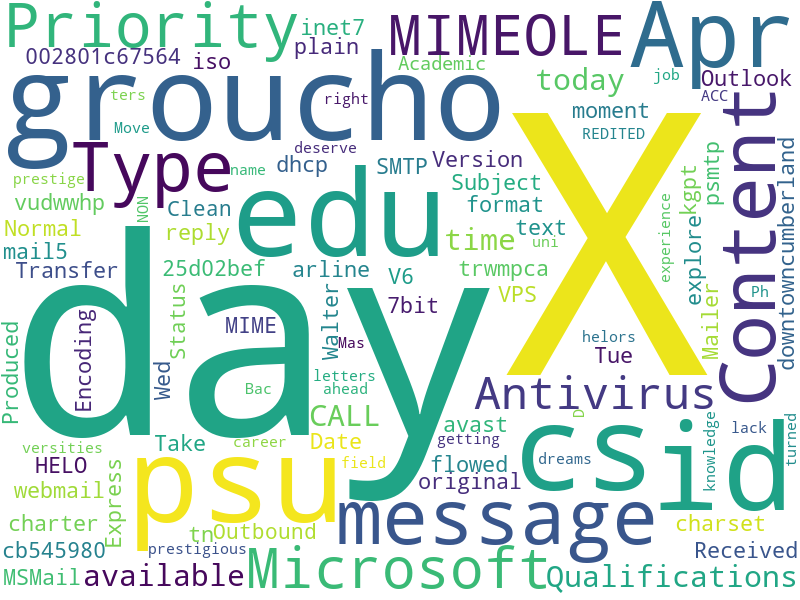 Priority
inet7
MIMEOLE
Apr
002801c67564
iso
plain
Academic
job
Outlook
groucho
today
ters
right
ACC
moment
Move
REDITED
deserve
Type
dhcp
SMTP
Version
name
prestige
edu
Subject
psmtp
Content
vudwwhp
NON
Clean
format
kgpt
X
Normal
reply
text
time
uni
experience
explore
downtowncumberland
mail5
Transfer
25d02bef
arline
V6
trwmpca
day
7bit
VPS
Ph
Status
MIME
Walter
Mailer
Produced
Encoding
Mas
helors
Tue
Wed
letters
Bac
ahead
Antivirus
CALL
D
csid
avast
lack
Take
career
Date
getting
versities
knowledge
turned
HELO
psu
field
flowed
dreams
webmail
Express
original
message
charter
tn
Outbound
charset
cb545980
prestigious
Received
MSMail
available
Microsoft
Qualifications